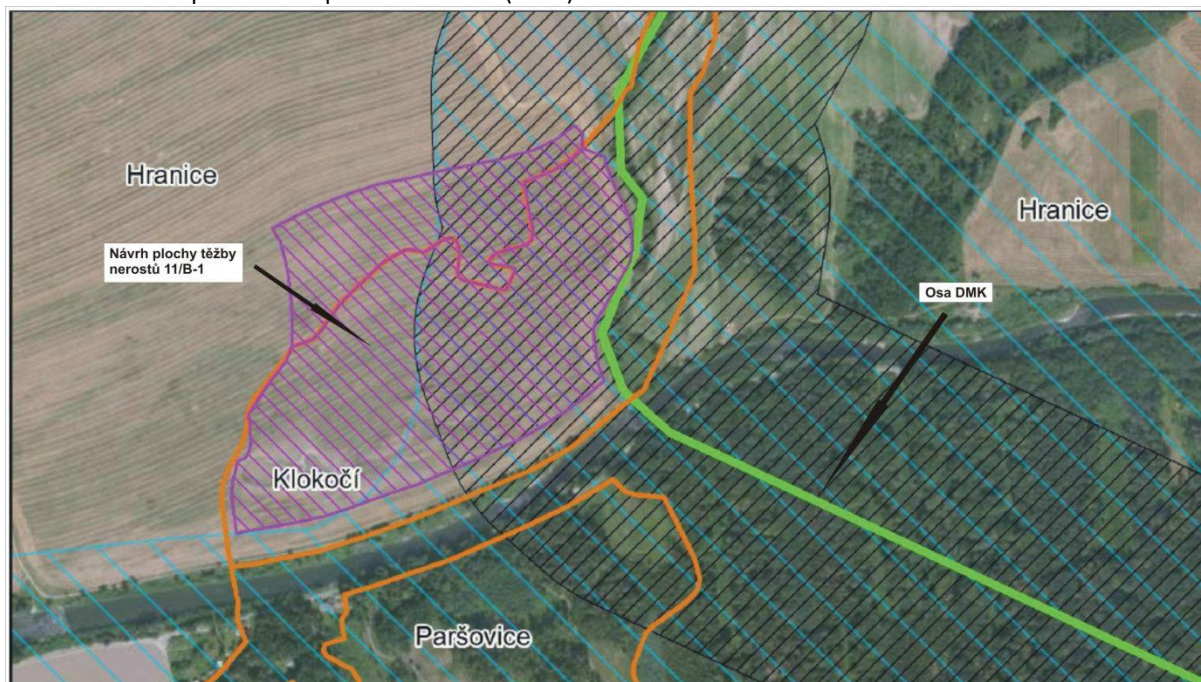 Hranice
Hranice
Návrh plochy těžby
nerostů 11/B-1
Osa DMK
Klokočí
Paršovice